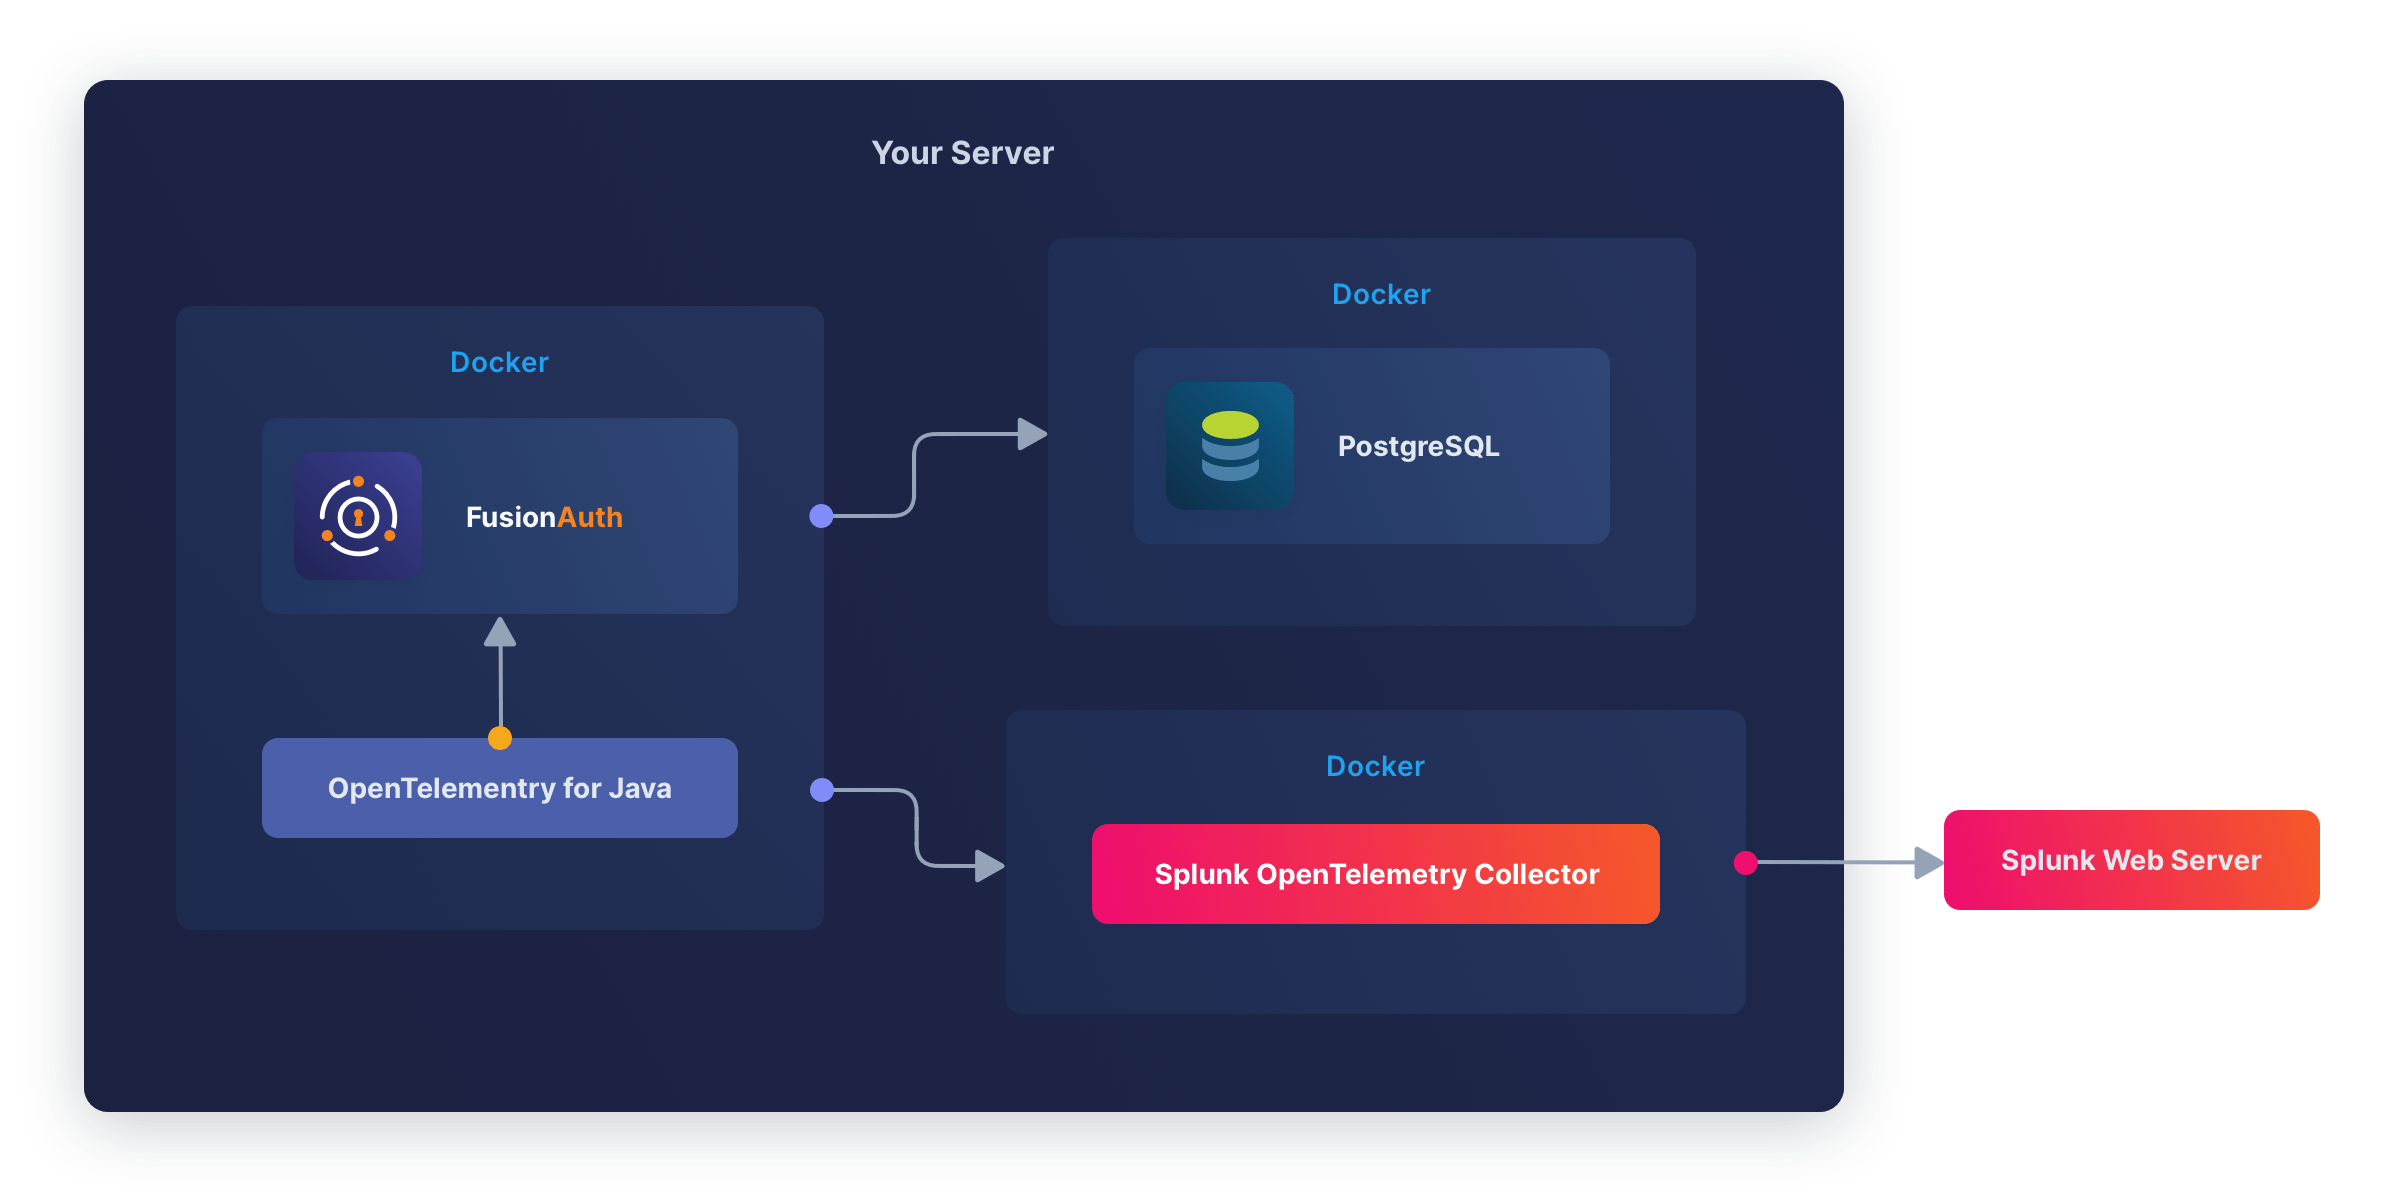 Your Server
Docker
FusionAuth
OpenTelementry for Java
Docker
PostgreSQL
Docker
Splunk OpenTelemetry Collector
Splunk Web Server